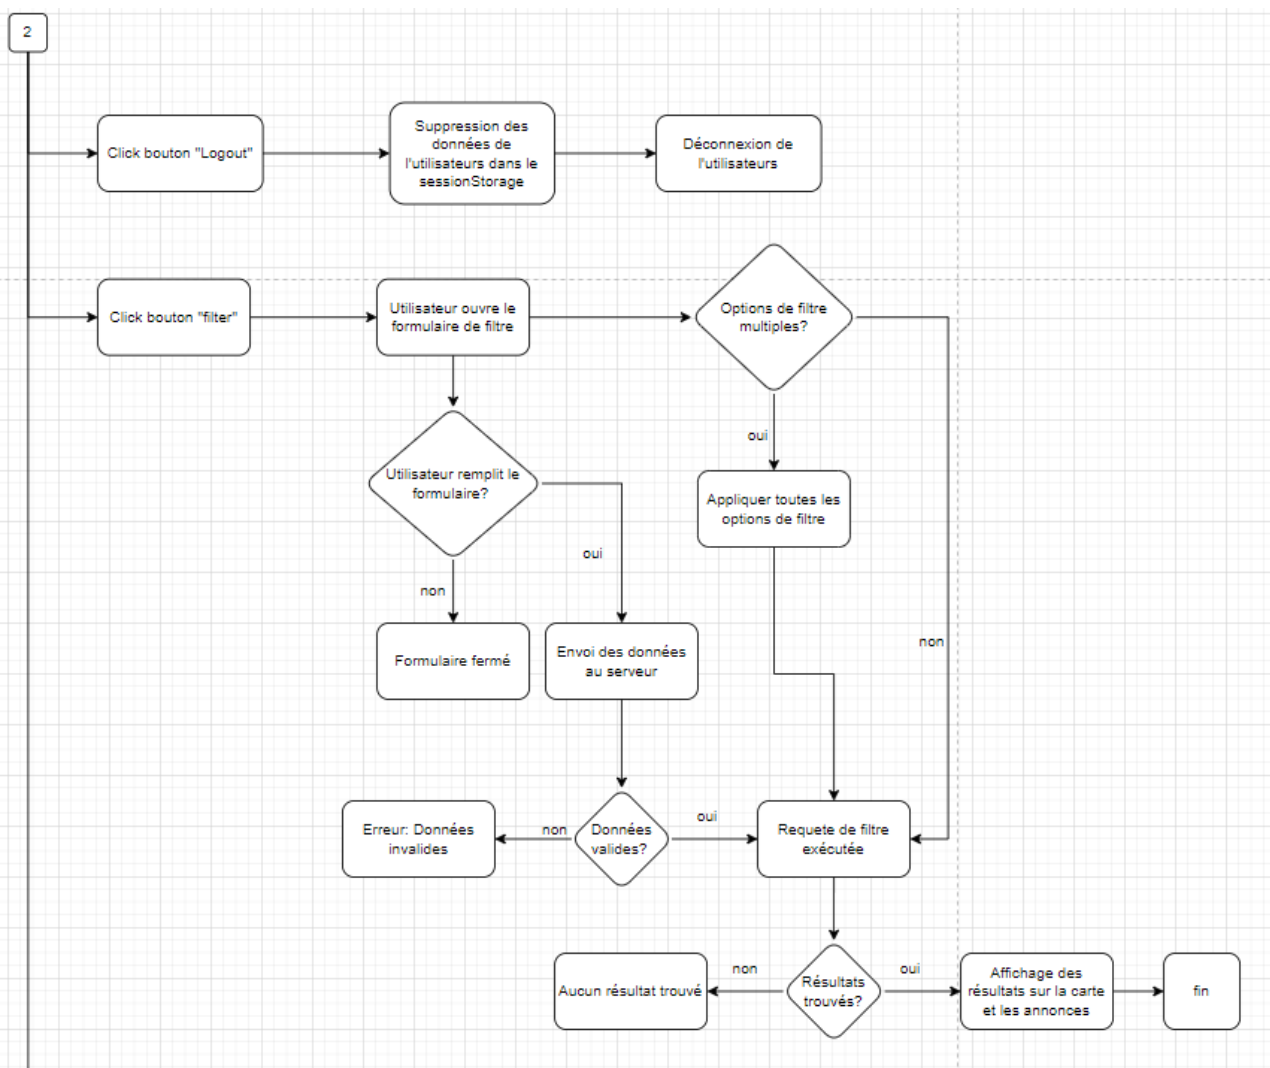 2
Click bouton "Logout"
Suppression des
données de
l'utilisateurs dans le
sessionStorage
Déconnexion de
l'utilisateurs
Click bouton "filter"
Utilisateur ouvre le
formulaire de filtre
Options de filtre
multiples?
oui
Utilisateur remplit le
formulaire?
Appliquer toutes les
options de filtre
oui
non
non
Formulaire fermé
Envoi des données
au serveur
Erreur: Données
invalides
non
Données
valides?
oui
Requete de filtre
exécutée
Aucun résultat trouvé
non
Résultats
trouvés?
oui
Affichage des
résultats sur la carte
et les annonces
fin